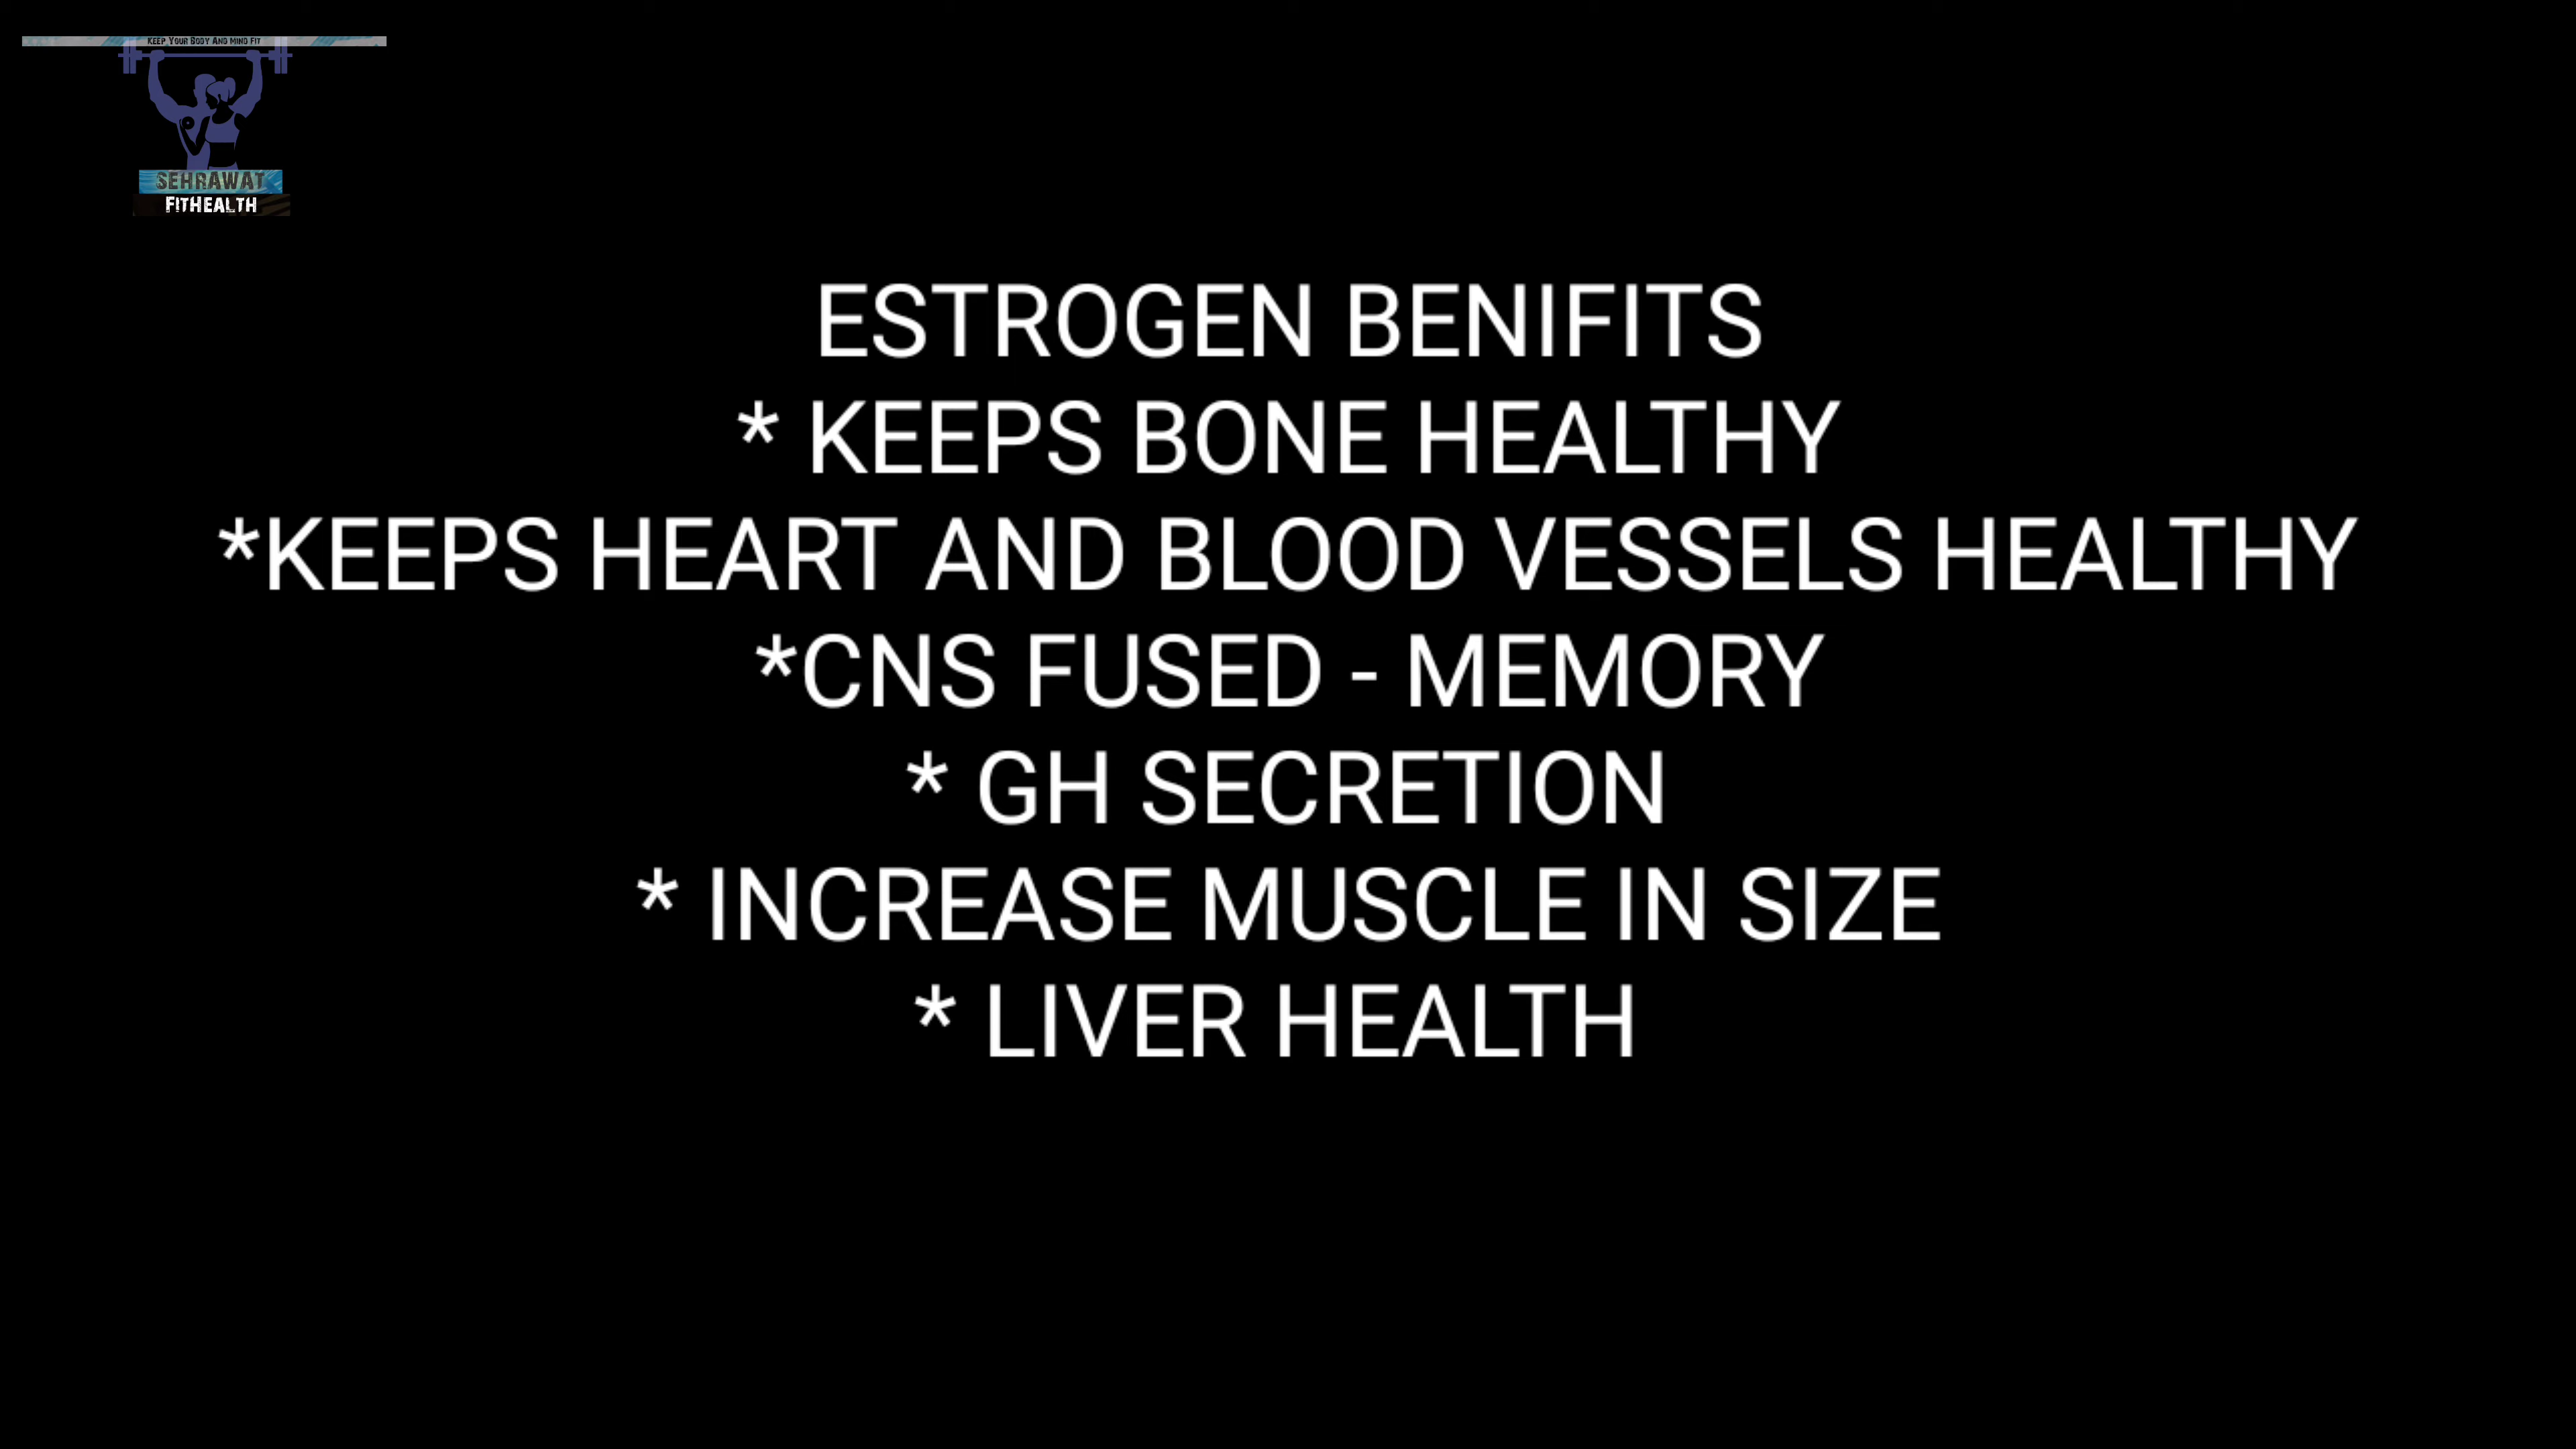 KEEP YOUR BODY AND MIND FIT
SEHRAWAT
FITHEALTH
ESTROGEN BENIFITS
* KEEPS BONE HEALTHY
*KEEPS HEART AND BLOOD VESSELS HEALTHY
*CNS FUSED - MEMORY
* GH SECRETION
* INCREASE MUSCLE IN SIZE
* LIVER HEALTH